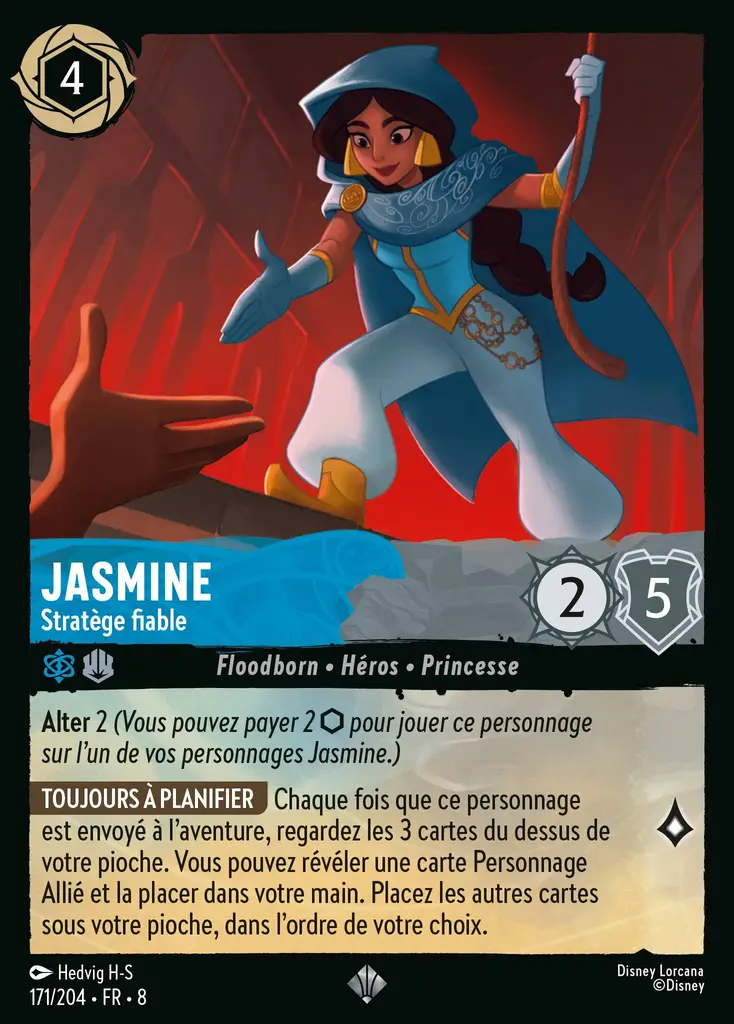 4
JASMINE
Stratège fiable
2
5
Floodborn • Héros • Princesse
Alter 2 (Vous pouvez payer 2 ⬡ pour jouer ce personnage
sur l'un de vos personnages Jasmine.)
TOUJOURS À PLANIFIER Chaque fois que ce personnage
est envoyé à l'aventure, regardez les 3 cartes du dessus de
votre pioche. Vous pouvez révéler une carte Personnage
Allié et la placer dans votre main. Placez les autres cartes
sous votre pioche, dans l'ordre de votre choix.
Hedvig H-S
Disney Lorcana
171/204 • FR • 8
©Disney